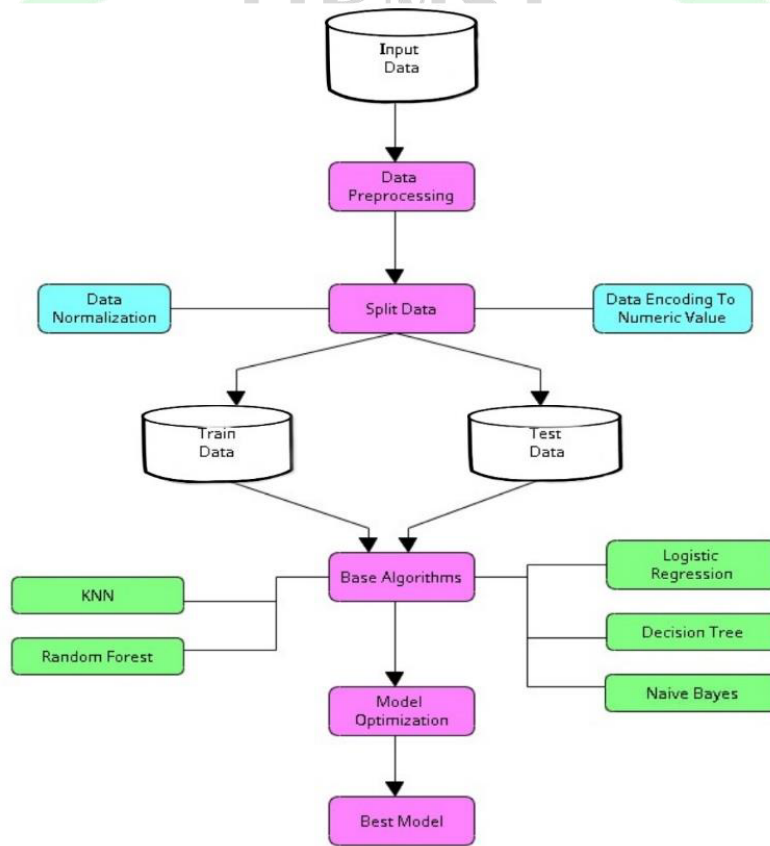 Input
Data
Data
Preprocessing
Data
Normalization
Split Data
Data Encoding To
Numeric Value
Train
Data
Test
Data
Base Algorithms
KNN
Random Forest
Logistic
Regression
Decision Tree
Naive Bayes
Model
Optimization
Best Model